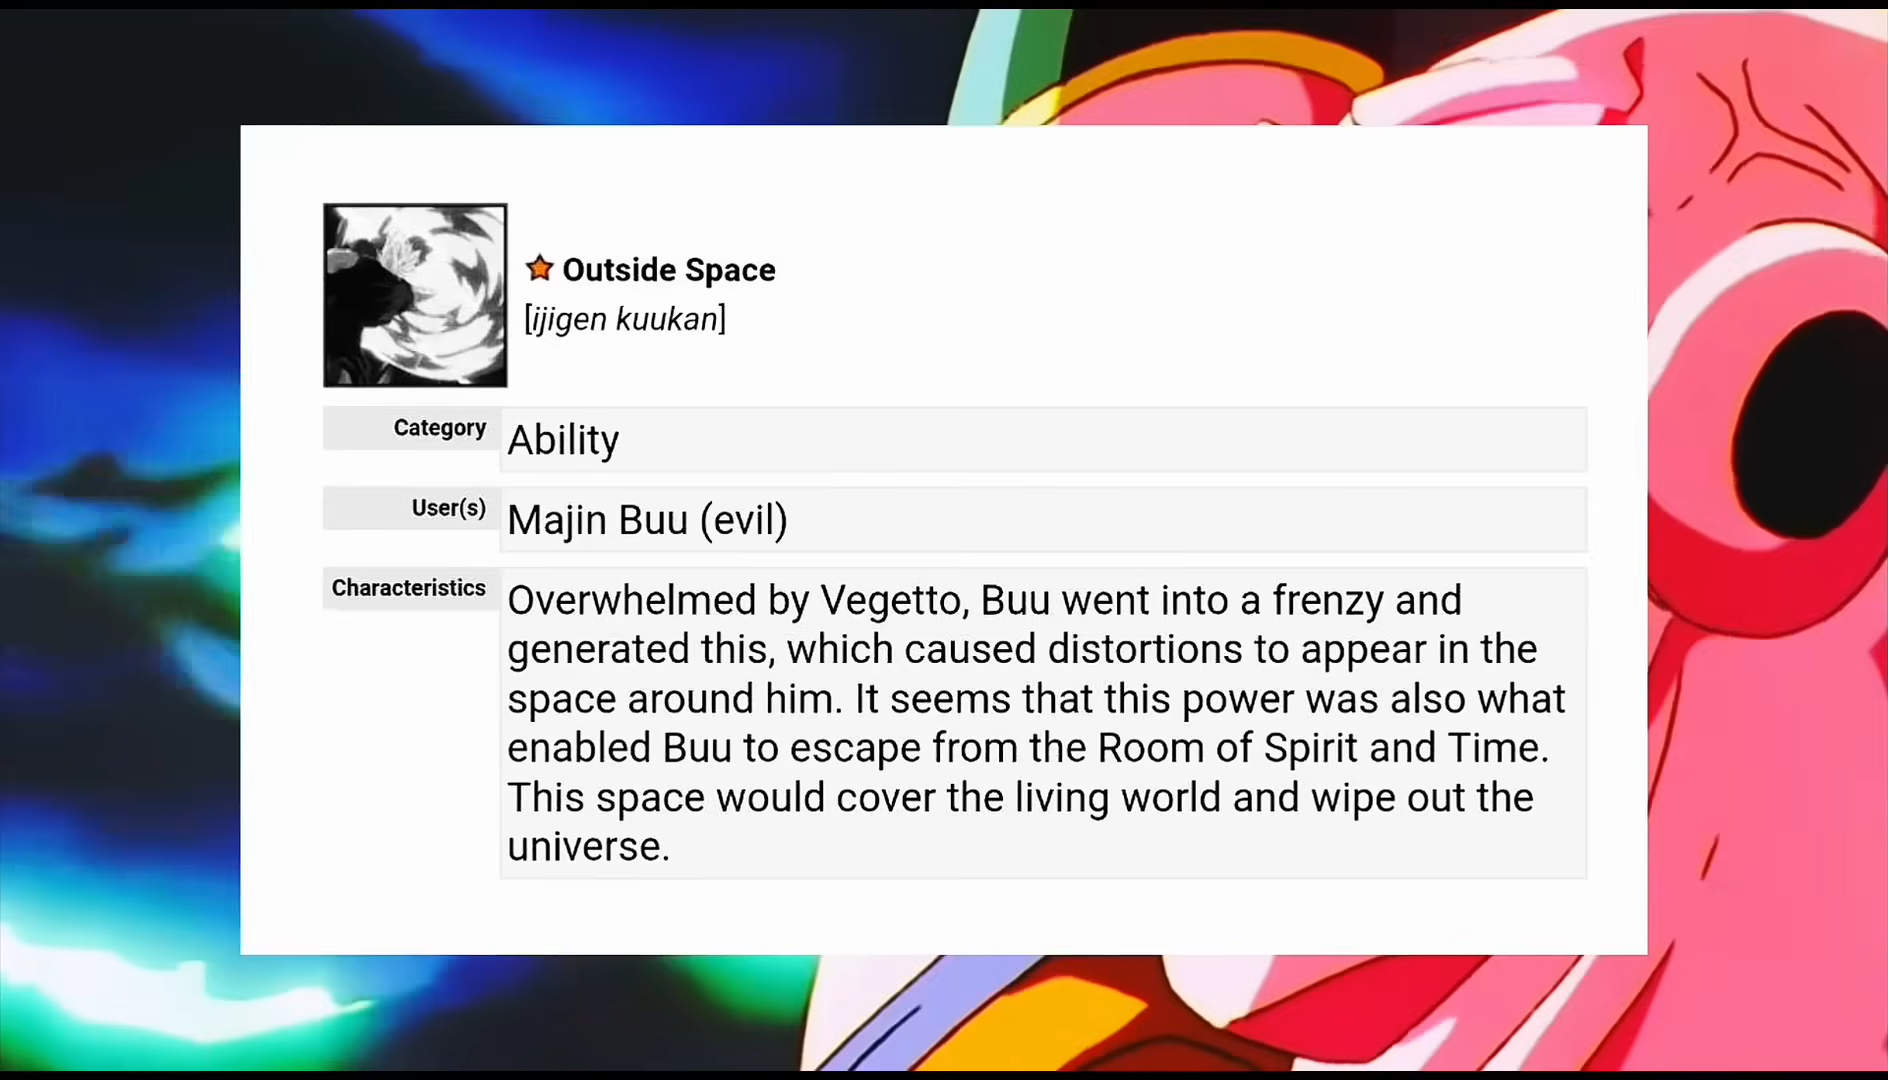 Outside Space
[ijigen kuukan]
Category
Ability
User(s)
Majin Buu (evil)
Characteristics
Overwhelmed by Vegetto, Buu went into a frenzy and
generated this, which caused distortions to appear in the
space around him. It seems that this power was also what
enabled Buu to escape from the Room of Spirit and Time.
This space would cover the living world and wipe out the
universe.